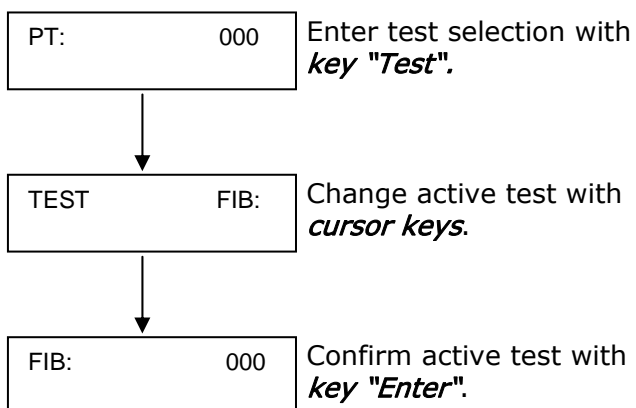 PT: 000
Enter test selection with
key "Test".
TEST FIB:
Change active test with
cursor keys.
FIB: 000
Confirm active test with
key "Enter".